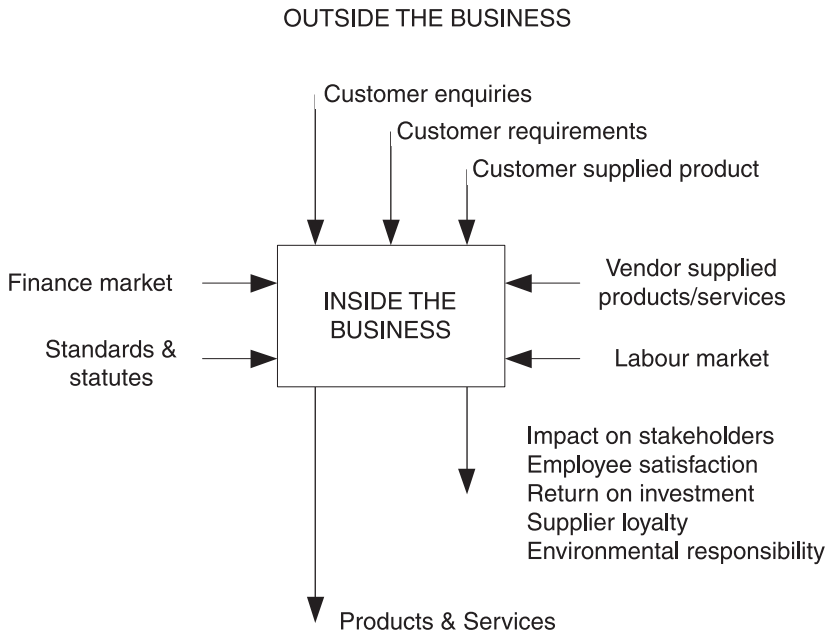 OUTSIDE THE BUSINESS
Customer enquiries
Customer requirements
Customer supplied product
Finance market
Standards &
statutes
INSIDE THE
BUSINESS
Vendor supplied
products/services
Labour market
Impact on stakeholders
Employee satisfaction
Return on investment
Supplier loyalty
Environmental responsibility
Products & Services